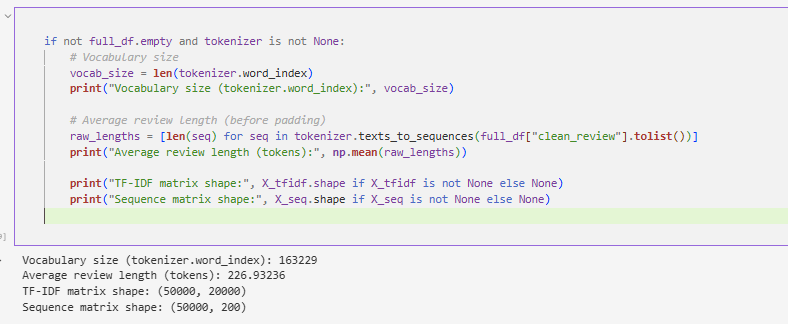 if not full_df.empty and tokenizer is not None:
    # Vocabulary size
    vocab_size = len(tokenizer.word_index)
    print("Vocabulary size (tokenizer.word_index):", vocab_size)

    # Average review length (before padding)
    raw_lengths = [len(seq) for seq in tokenizer.texts_to_sequences(full_df["clean_review"].tolist())]
    print("Average review length (tokens):", np.mean(raw_lengths))

    print("TF-IDF matrix shape:", X_tfidf.shape if X_tfidf is not None else None)
    print("Sequence matrix shape:", X_seq.shape if X_seq is not None else None)
Vocabulary size (tokenizer.word_index): 163229
Average review length (tokens): 226.93236
TF-IDF matrix shape: (50000, 20000)
Sequence matrix shape: (50000, 200)